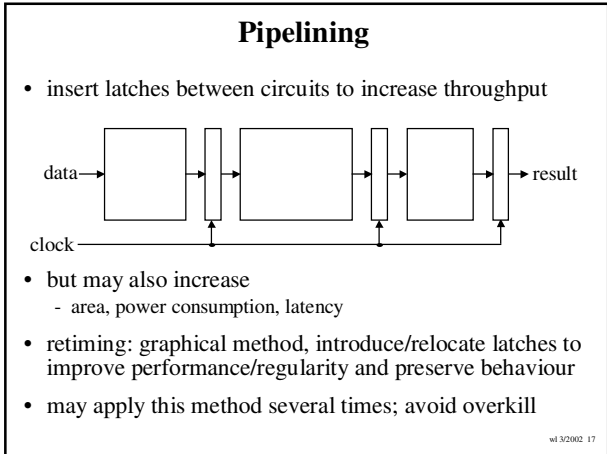 Pipelining
• insert latches between circuits to increase throughput
data
result
clock
• but may also increase
- area, power consumption, latency
• retiming: graphical method, introduce/relocate latches to
improve performance/regularity and preserve behaviour
• may apply this method several times; avoid overkill
wl 3/2002 17